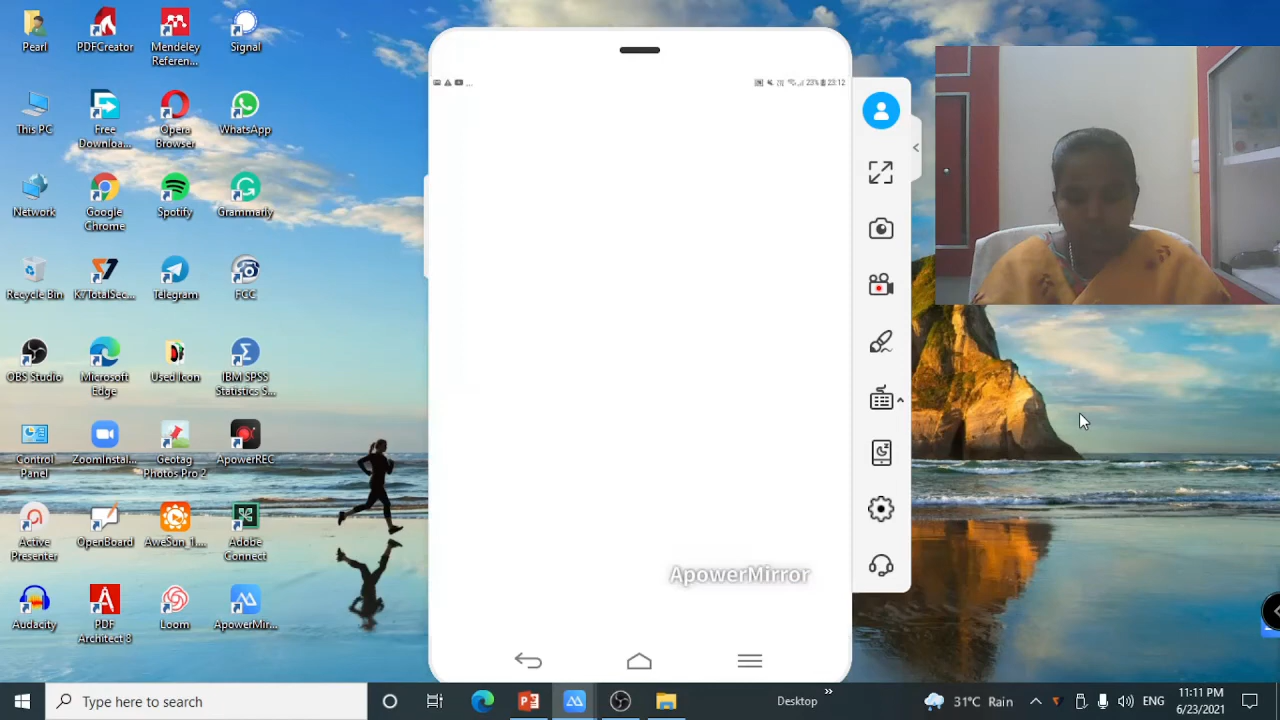 Pearl
PDFCreator
Mendeley
Referen...
Signal
This PC
Free
Downloa...
Opera
Browser
WhatsApp
Network
Google
Chrome
Spotify
Grammarly
Recycle Bin
K7TotalSec...
Telegram
FCC
OBS Studio
Microsoft
Edge
Used Icon
IBM SPSS
Statistics S...
Control
Panel
ZoomInstal...
Geotag
Photos Pro 2
ApowerREC
Active
Presenter
OpenBoard
AweSun_1....
Adobe
Connect
Audacity
PDF
Architect 8
Loom
ApowerMir...
...
23%
23:12
ApowerMirror
Type here to search
Desktop
»
31°C Rain
ENG
11:11 PM
6/23/2021